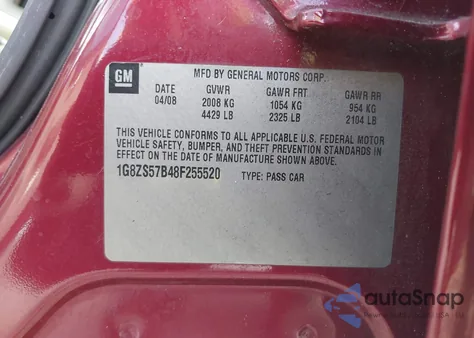 GM
MFD BY GENERAL MOTORS CORP.
DATE GVWR GAWR FRT GAWR RR
04/08 2008 KG 1054 KG 954 KG
4429 LB 2325 LB 2104 LB
THIS VEHICLE CONFORMS TO ALL APPLICABLE U.S. FEDERAL MOTOR
VEHICLE SAFETY, BUMPER, AND THEFT PREVENTION STANDARDS IN
EFFECT ON THE DATE OF MANUFACTURE SHOWN ABOVE.
1G8ZS57B48F255520 TYPE: PASS CAR
autoSnap